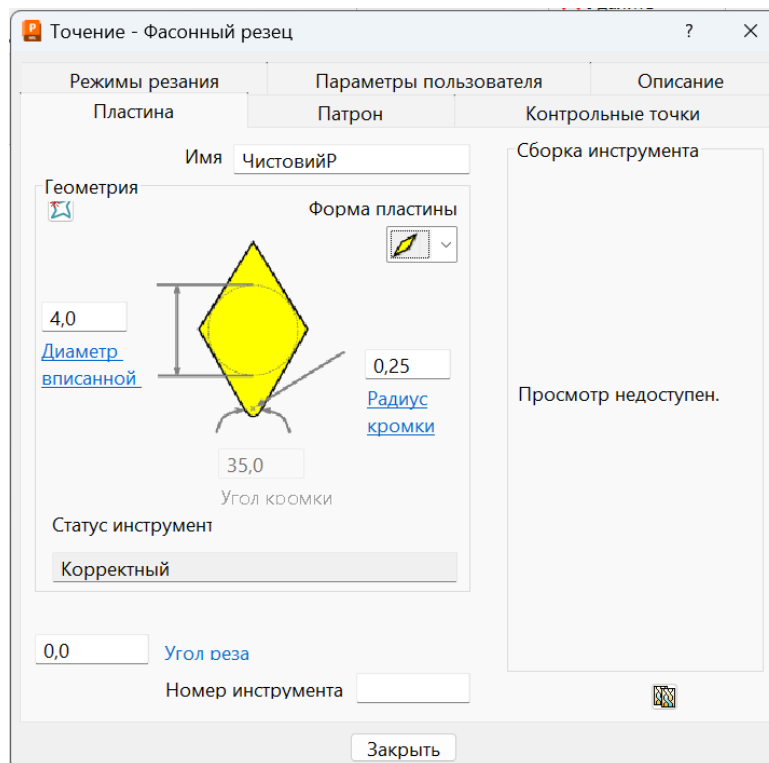 Точение - Фасонный резец
?
Режимы резания
Параметры пользователя
Описание
Пластина
Патрон
Контрольные точки
Имя
ЧистовийР
Сборка инструмента
Геометрия
Форма пластины
4,0
Диаметр
вписанной
0,25
Радиус
кромки
Просмотр недоступен.
35,0
Угол кромки
Статус инструмент
Корректный
0,0
Угол реза
Номер инструмента
Закрыть